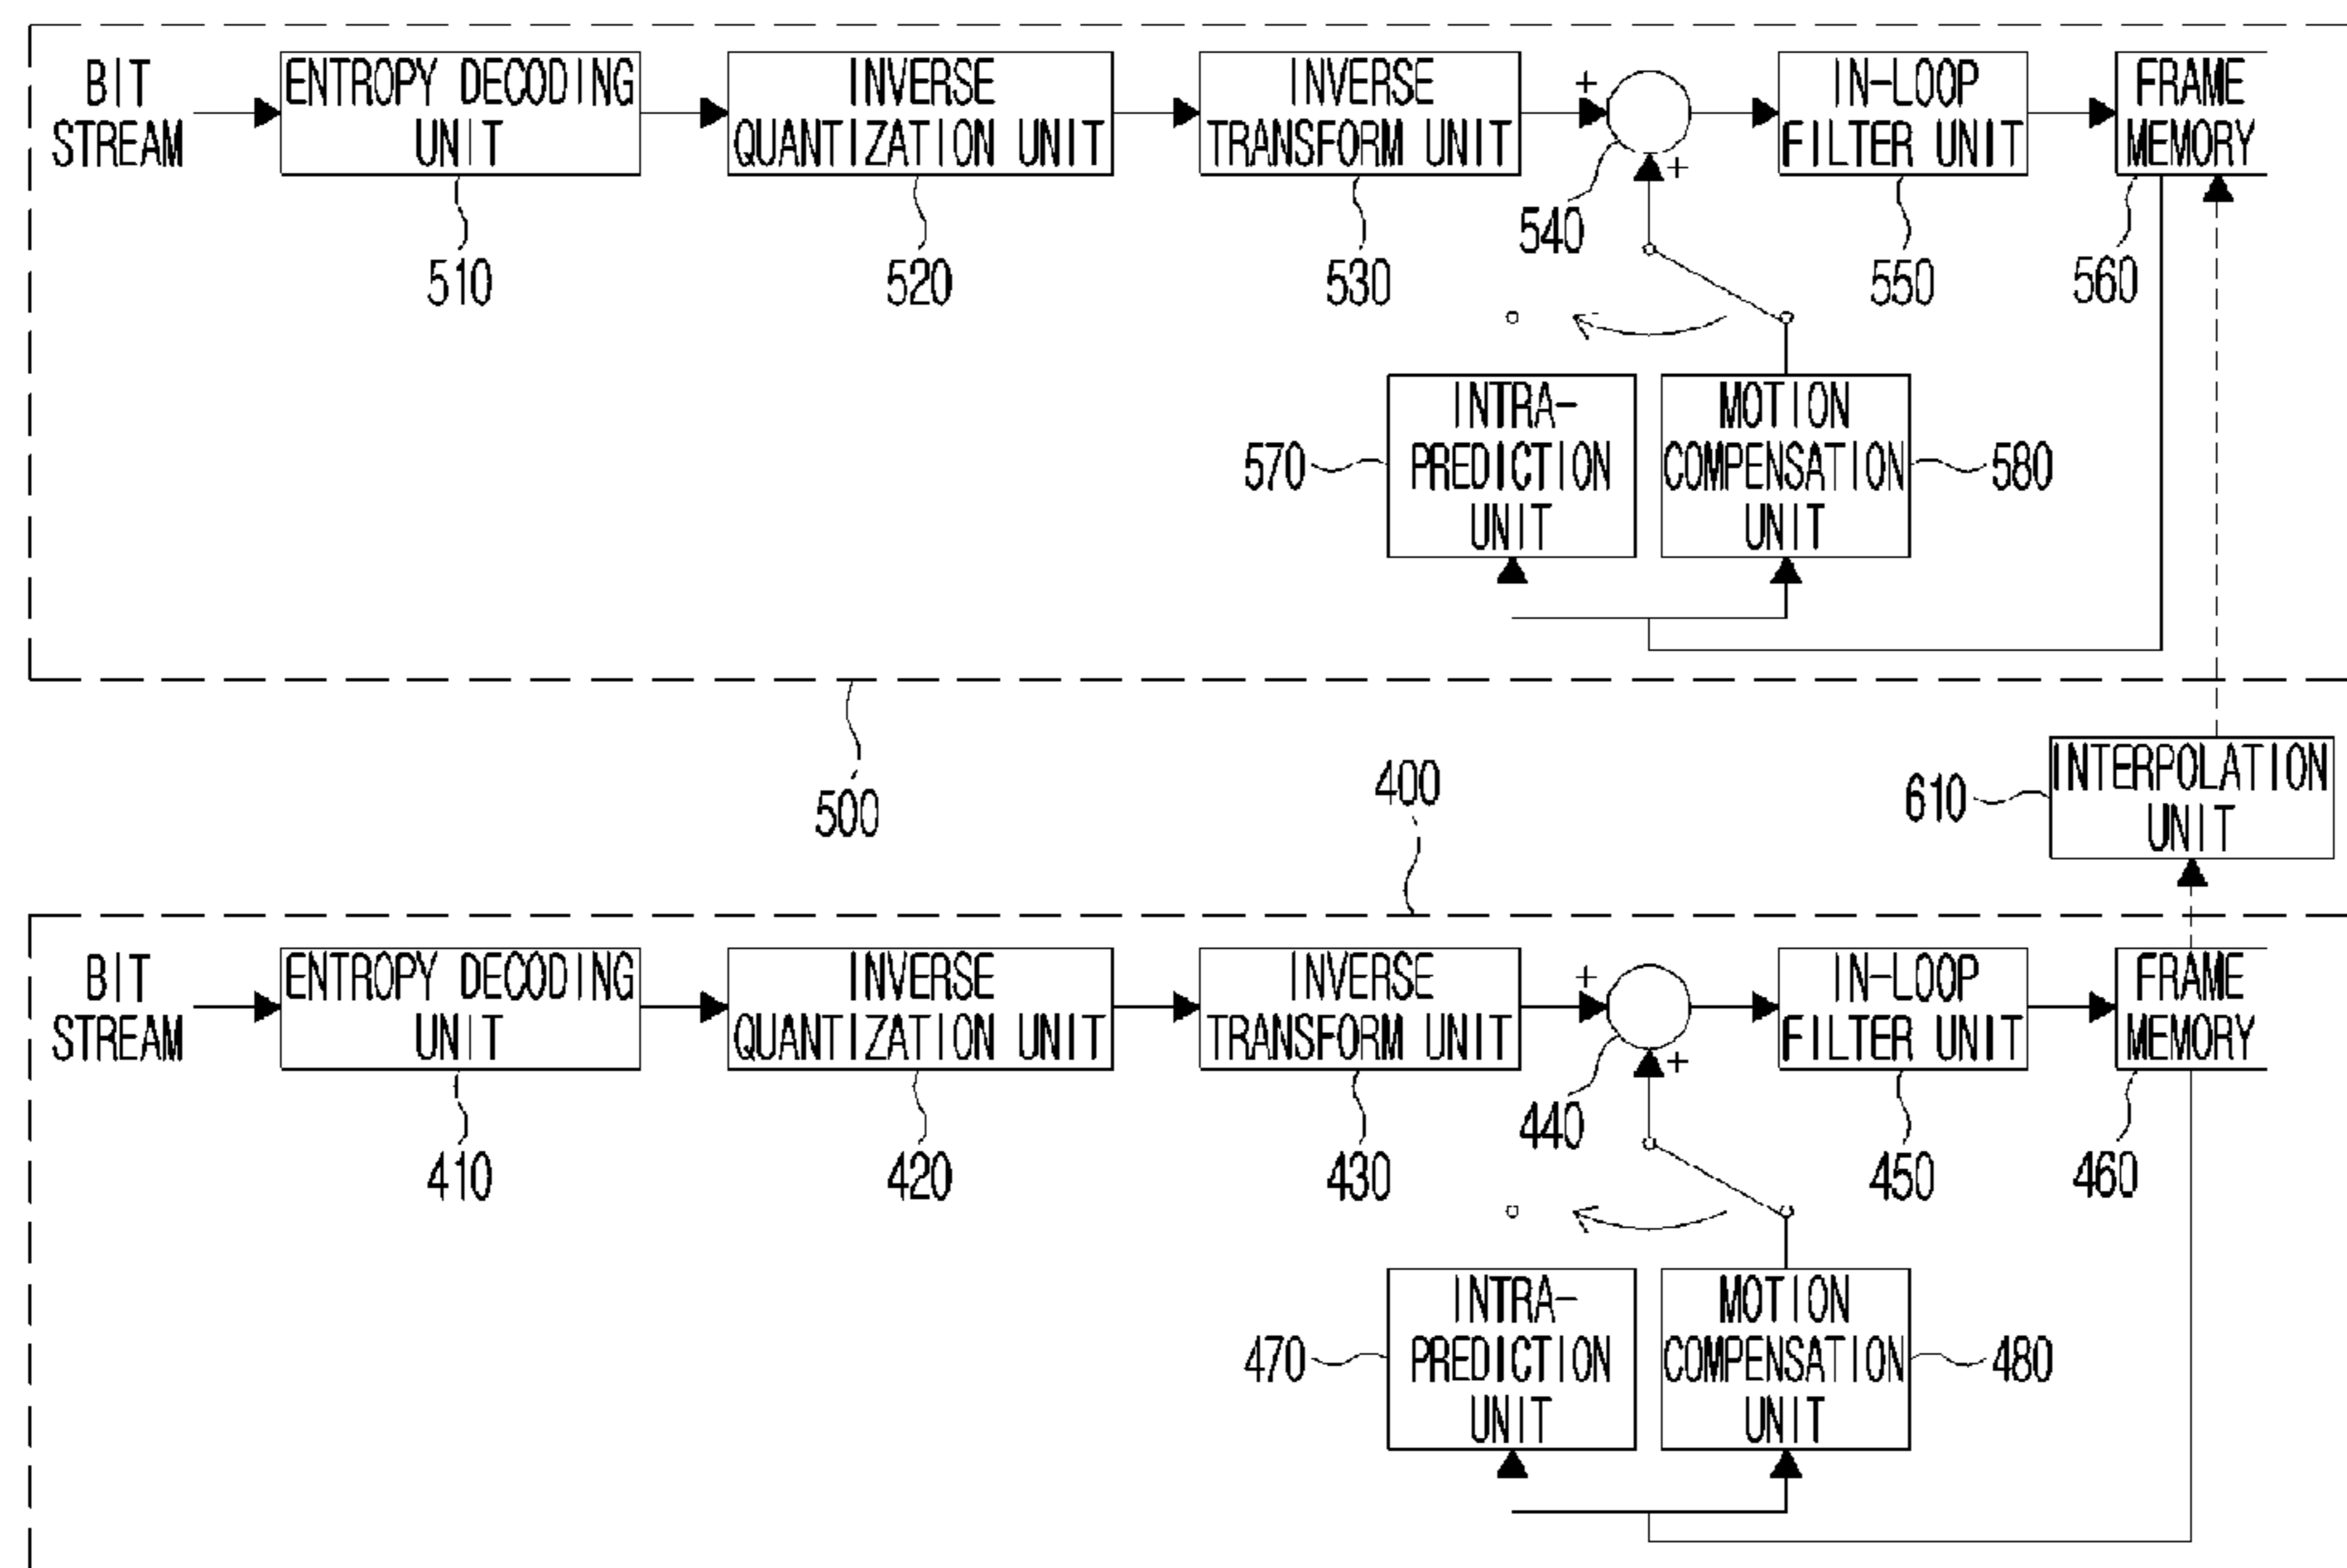 BIT
STREAM
ENTROPY DECODING
UNIT
INVERSE
QUANTIZATION UNIT
INVERSE
TRANSFORM UNIT
+
+
IN-LOOP
FILTER UNIT
FRAME
MEMORY
510
520
530
540
550
560
INTRA-
PREDICTION
UNIT
MOTION
COMPENSATION
UNIT
570
580
500
400
610
INTERPOLATION
UNIT
BIT
STREAM
ENTROPY DECODING
UNIT
INVERSE
QUANTIZATION UNIT
INVERSE
TRANSFORM UNIT
+
+
IN-LOOP
FILTER UNIT
FRAME
MEMORY
410
420
430
440
450
460
INTRA-
PREDICTION
UNIT
MOTION
COMPENSATION
UNIT
470
480